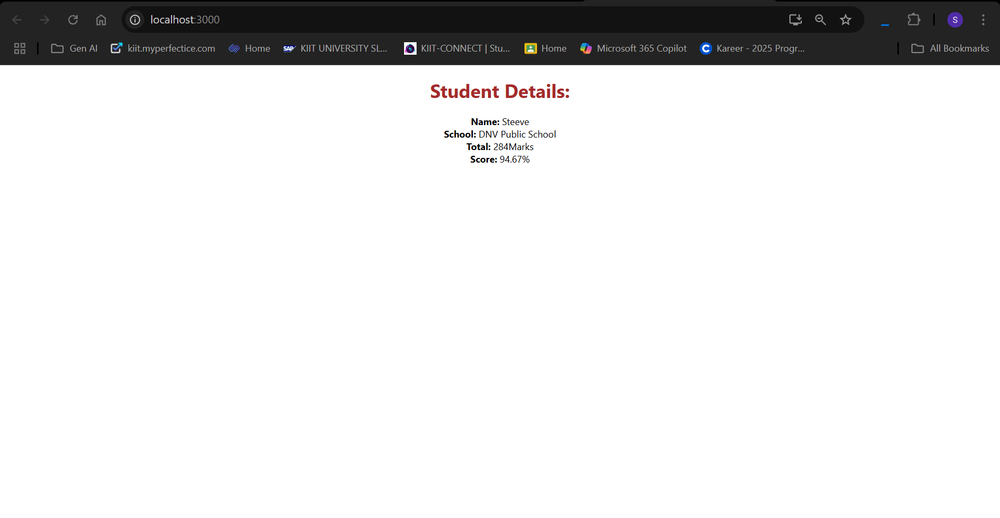 localhost:3000
S
Gen AI
kiit.myperfectice.com
Home
SAP
KIIT UNIVERSITY SL...
KIIT-CONNECT | Stu...
Home
Microsoft 365 Copilot
C
Kareer - 2025 Progr...
All Bookmarks
Student Details:
Name: Steeve
School: DNV Public School
Total: 284Marks
Score: 94.67%